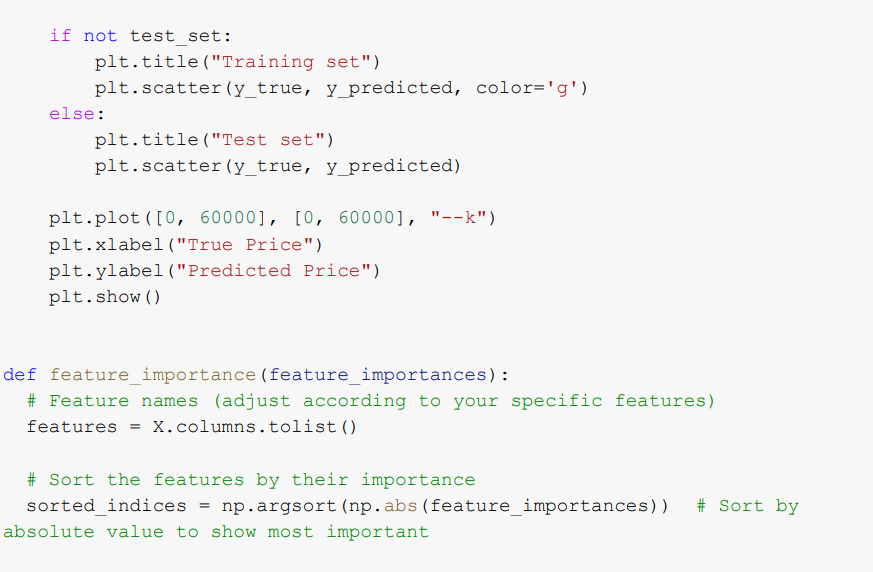 if not test_set:
plt.title("Training set")
plt.scatter(y_true, y_predicted, color='g')
else:
plt.title("Test set")
plt.scatter(y_true, y_predicted)
plt.plot([0, 60000], [0, 60000], "--k")
plt.xlabel("True Price")
plt.ylabel("Predicted Price")
plt.show()
def feature_importance(feature_importances):
# Feature names (adjust according to your specific features)
features = X.columns.tolist()
# Sort the features by their importance
sorted_indices = np.argsort(np.abs(feature_importances))  # Sort by
absolute value to show most important